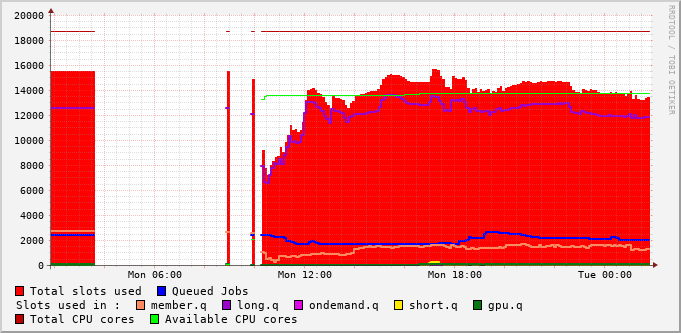 20000
18000
16000
14000
12000
10000
8000
6000
4000
2000
0
Mon 06:00 Mon 12:00 Mon 18:00 Tue 00:00
RRDTOOL / TOBI OETIKER
Total slots used Queued Jobs
Slots used in : member.q long.q ondemand.q short.q gpu.q
Total CPU cores Available CPU cores